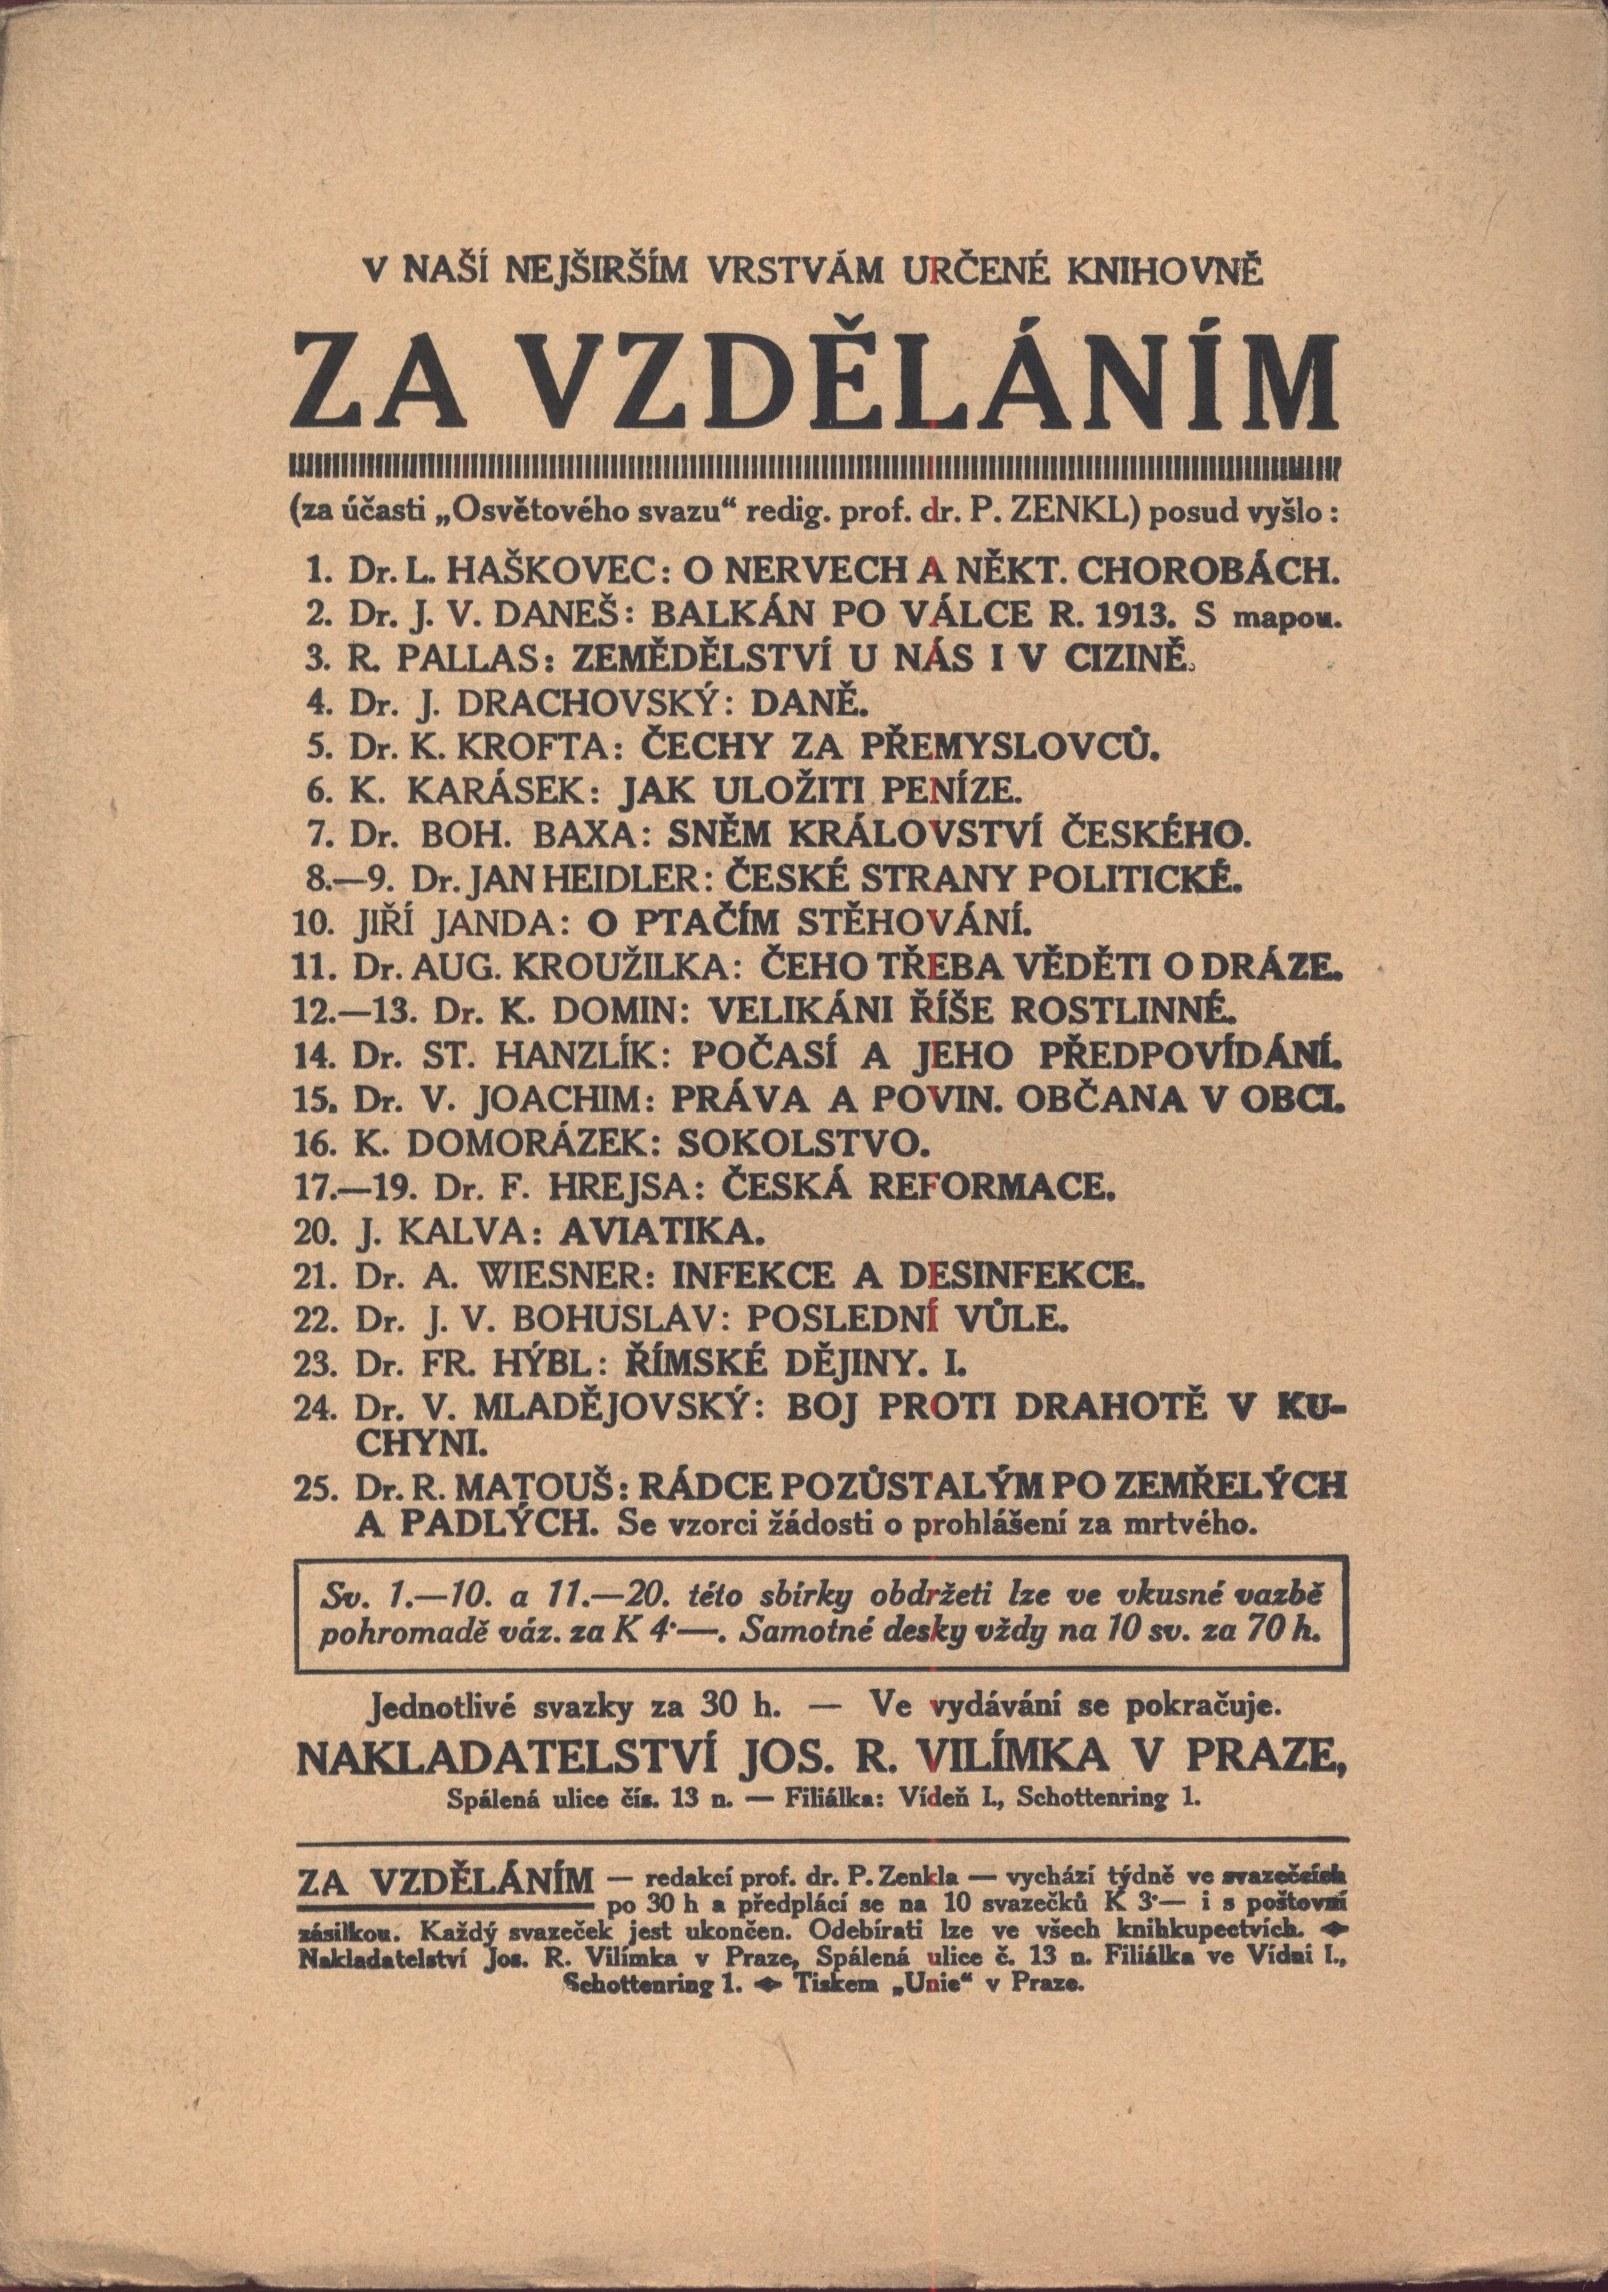 V NAŠÍ NEJŠIRŠÍM VRSTVÁM URČENÉ KNIHOVNĚ
ZA VZDĚLÁNÍM
(za účasti „Osvětového svazu“ redig. prof. dr. P. ZENKL) posud vyšlo:
1. Dr. L. HAŠKOVEC: O NERVECH A NĚKT. CHOROBÁCH.
2. Dr. J. V. DANEŠ: BALKÁN PO VÁLCE R. 1913. S mapou.
3. R. PALLAS: ZEMĚDĚLSTVÍ U NÁS I V CIZINĚ.
4. Dr. J. DRACHOVSKÝ: DANĚ.
5. Dr. K. KROFTA: ČECHY ZA PŘEMYSLOVCŮ.
6. K. KARÁSEK: JAK ULOŽITI PENÍZE.
7. Dr. BOH. BAXA: SNĚM KRÁLOVSTVÍ ČESKÉHO.
8.—9. Dr. JAN HEIDLER: ČESKÉ STRANY POLITICKÉ.
10. JIŘÍ JANDA: O PTAČÍM STĚHOVÁNÍ.
11. Dr. AUG. KROUŽILKA: ČEHO TŘEBA VĚDĚTI O DRÁZE.
12.—13. Dr. K. DOMIN: VELIKÁNI ŘÍŠE ROSTLINNÉ.
14. Dr. ST. HANZLÍK: POČASÍ A JEHO PŘEDPOVÍDÁNÍ.
15. Dr. V. JOACHIM: PRÁVA A POVIN. OBČANA V OBCI.
16. K. DOMORÁZEK: SOKOLSTVO.
17.—19. Dr. F. HREJSA: ČESKÁ REFORMACE.
20. J. KALVA: AVIATIKA.
21. Dr. A. WIESNER: INFEKCE A DESINFEKCE.
22. Dr. J. V. BOHUSLAV: POSLEDNÍ VŮLE.
23. Dr. FR. HÝBL: ŘÍMSKÉ DĚJINY. I.
24. Dr. V. MLADĚJOVSKÝ: BOJ PROTI DRAHOTĚ V KU-
CHYNI.
25. Dr. R. MATOUŠ: RÁDCE POZŮSTALÝM PO ZEMŘELÝCH
A PADLÝCH. Se vzorci žádosti o prohlášení za mrtvého.
Sv. 1.—10. a 11.—20. této sbírky obdržeti lze ve vkusné vazbě
pohromadě váz. za K 4·—. Samotné desky vždy na 10 sv. za 70 h.
Jednotlivé svazky za 30 h. — Ve vydávání se pokračuje.
NAKLADATELSTVÍ JOS. R. VILÍMKA V PRAZE,
Spálená ulice čís. 13 n. — Filiálka: Vídeň I., Schottenring 1.
ZA VZDĚLÁNÍM — redakcí prof. dr. P. Zenkla — vychází týdně ve svazečcích
po 30 h a předplácí se na 10 svazečků K 3·— i s poštovní
zásilkou. Každý svazeček jest ukončen. Odebírati lze ve všech knihkupectvích.
Nakladatelství Jos. R. Vilímka v Praze, Spálená ulice č. 13 n. Filiálka ve Vídni I.,
Schottenring 1. Tiskem „Unie“ v Praze.